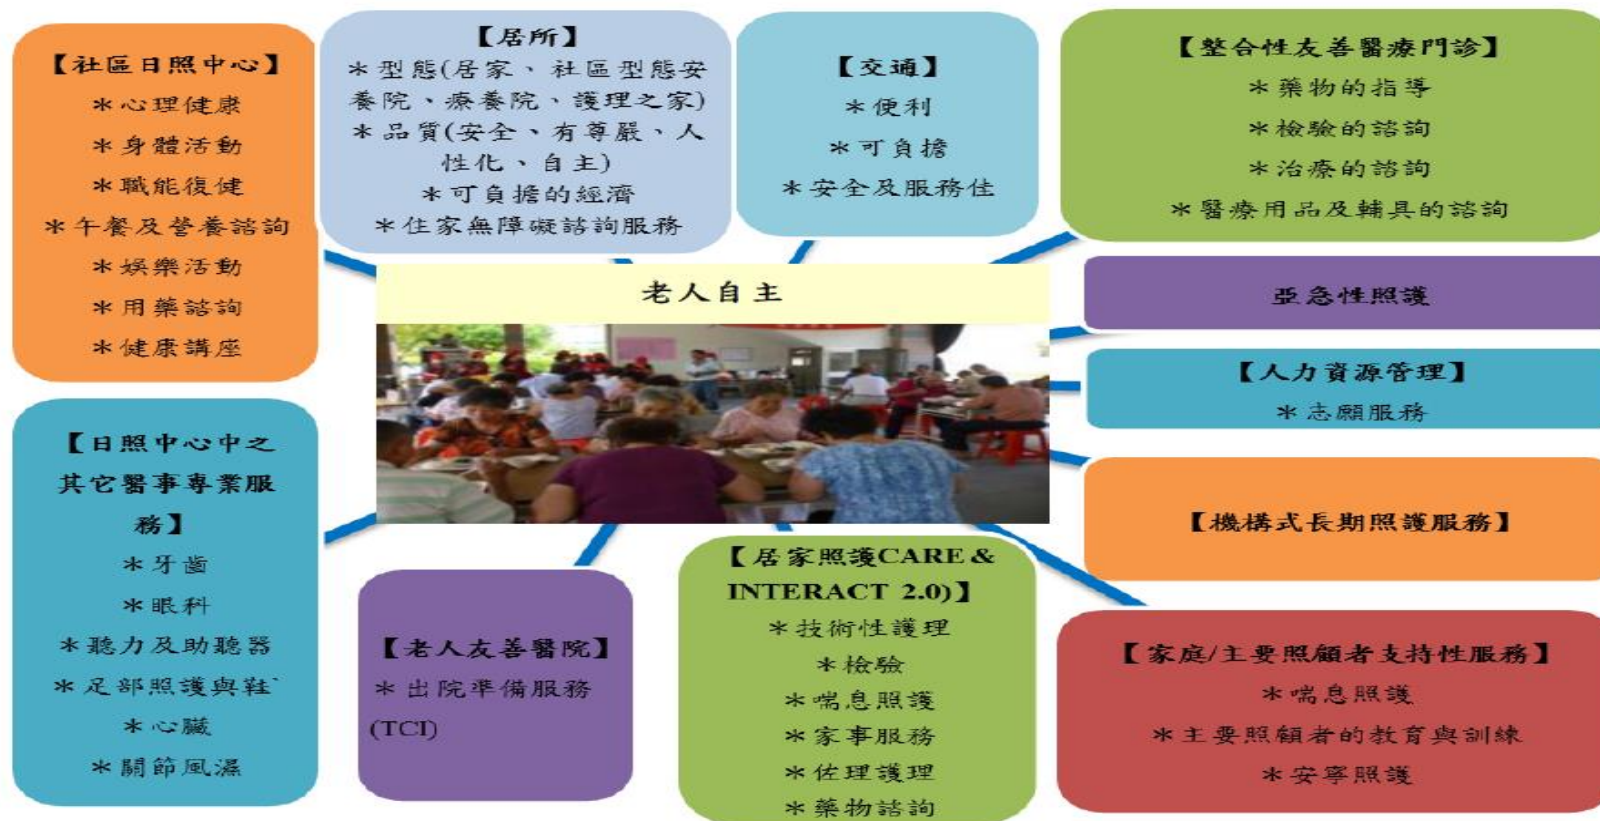 【社區日照中心】
＊心理健康
＊身體活動
＊職能復健
＊午餐及營養諮詢
＊娛樂活動
＊用藥諮詢
＊健康講座
【居所】
＊型態(居家、社區型態安
養院、療養院、護理之家)
＊品質(安全、有尊嚴、人
性化、自主)
＊可負擔的經濟
＊住家無障礙諮詢服務
【交通】
＊便利
＊可負擔
＊安全及服務佳
【整合性友善醫療門診】
＊藥物的指導
＊檢驗的諮詢
＊治療的諮詢
＊醫療用品及輔具的諮詢
老人自主
亞急性照護
【人力資源管理】
＊志願服務
【機構式長期照護服務】
【日照中心中之
其它醫事專業服
務】
＊牙齒
＊眼科
＊聽力及助聽器
＊足部照護與鞋`
＊心臟
＊關節風濕
【老人友善醫院】
＊出院準備服務
(TCI)
【居家照護CARE &
INTERACT 2.0)】
＊技術性護理
＊檢驗
＊喘息照護
＊家事服務
＊佐理護理
＊藥物諮詢
【家庭/主要照顧者支持性服務】
＊喘息照護
＊主要照顧者的教育與訓練
＊安寧照護